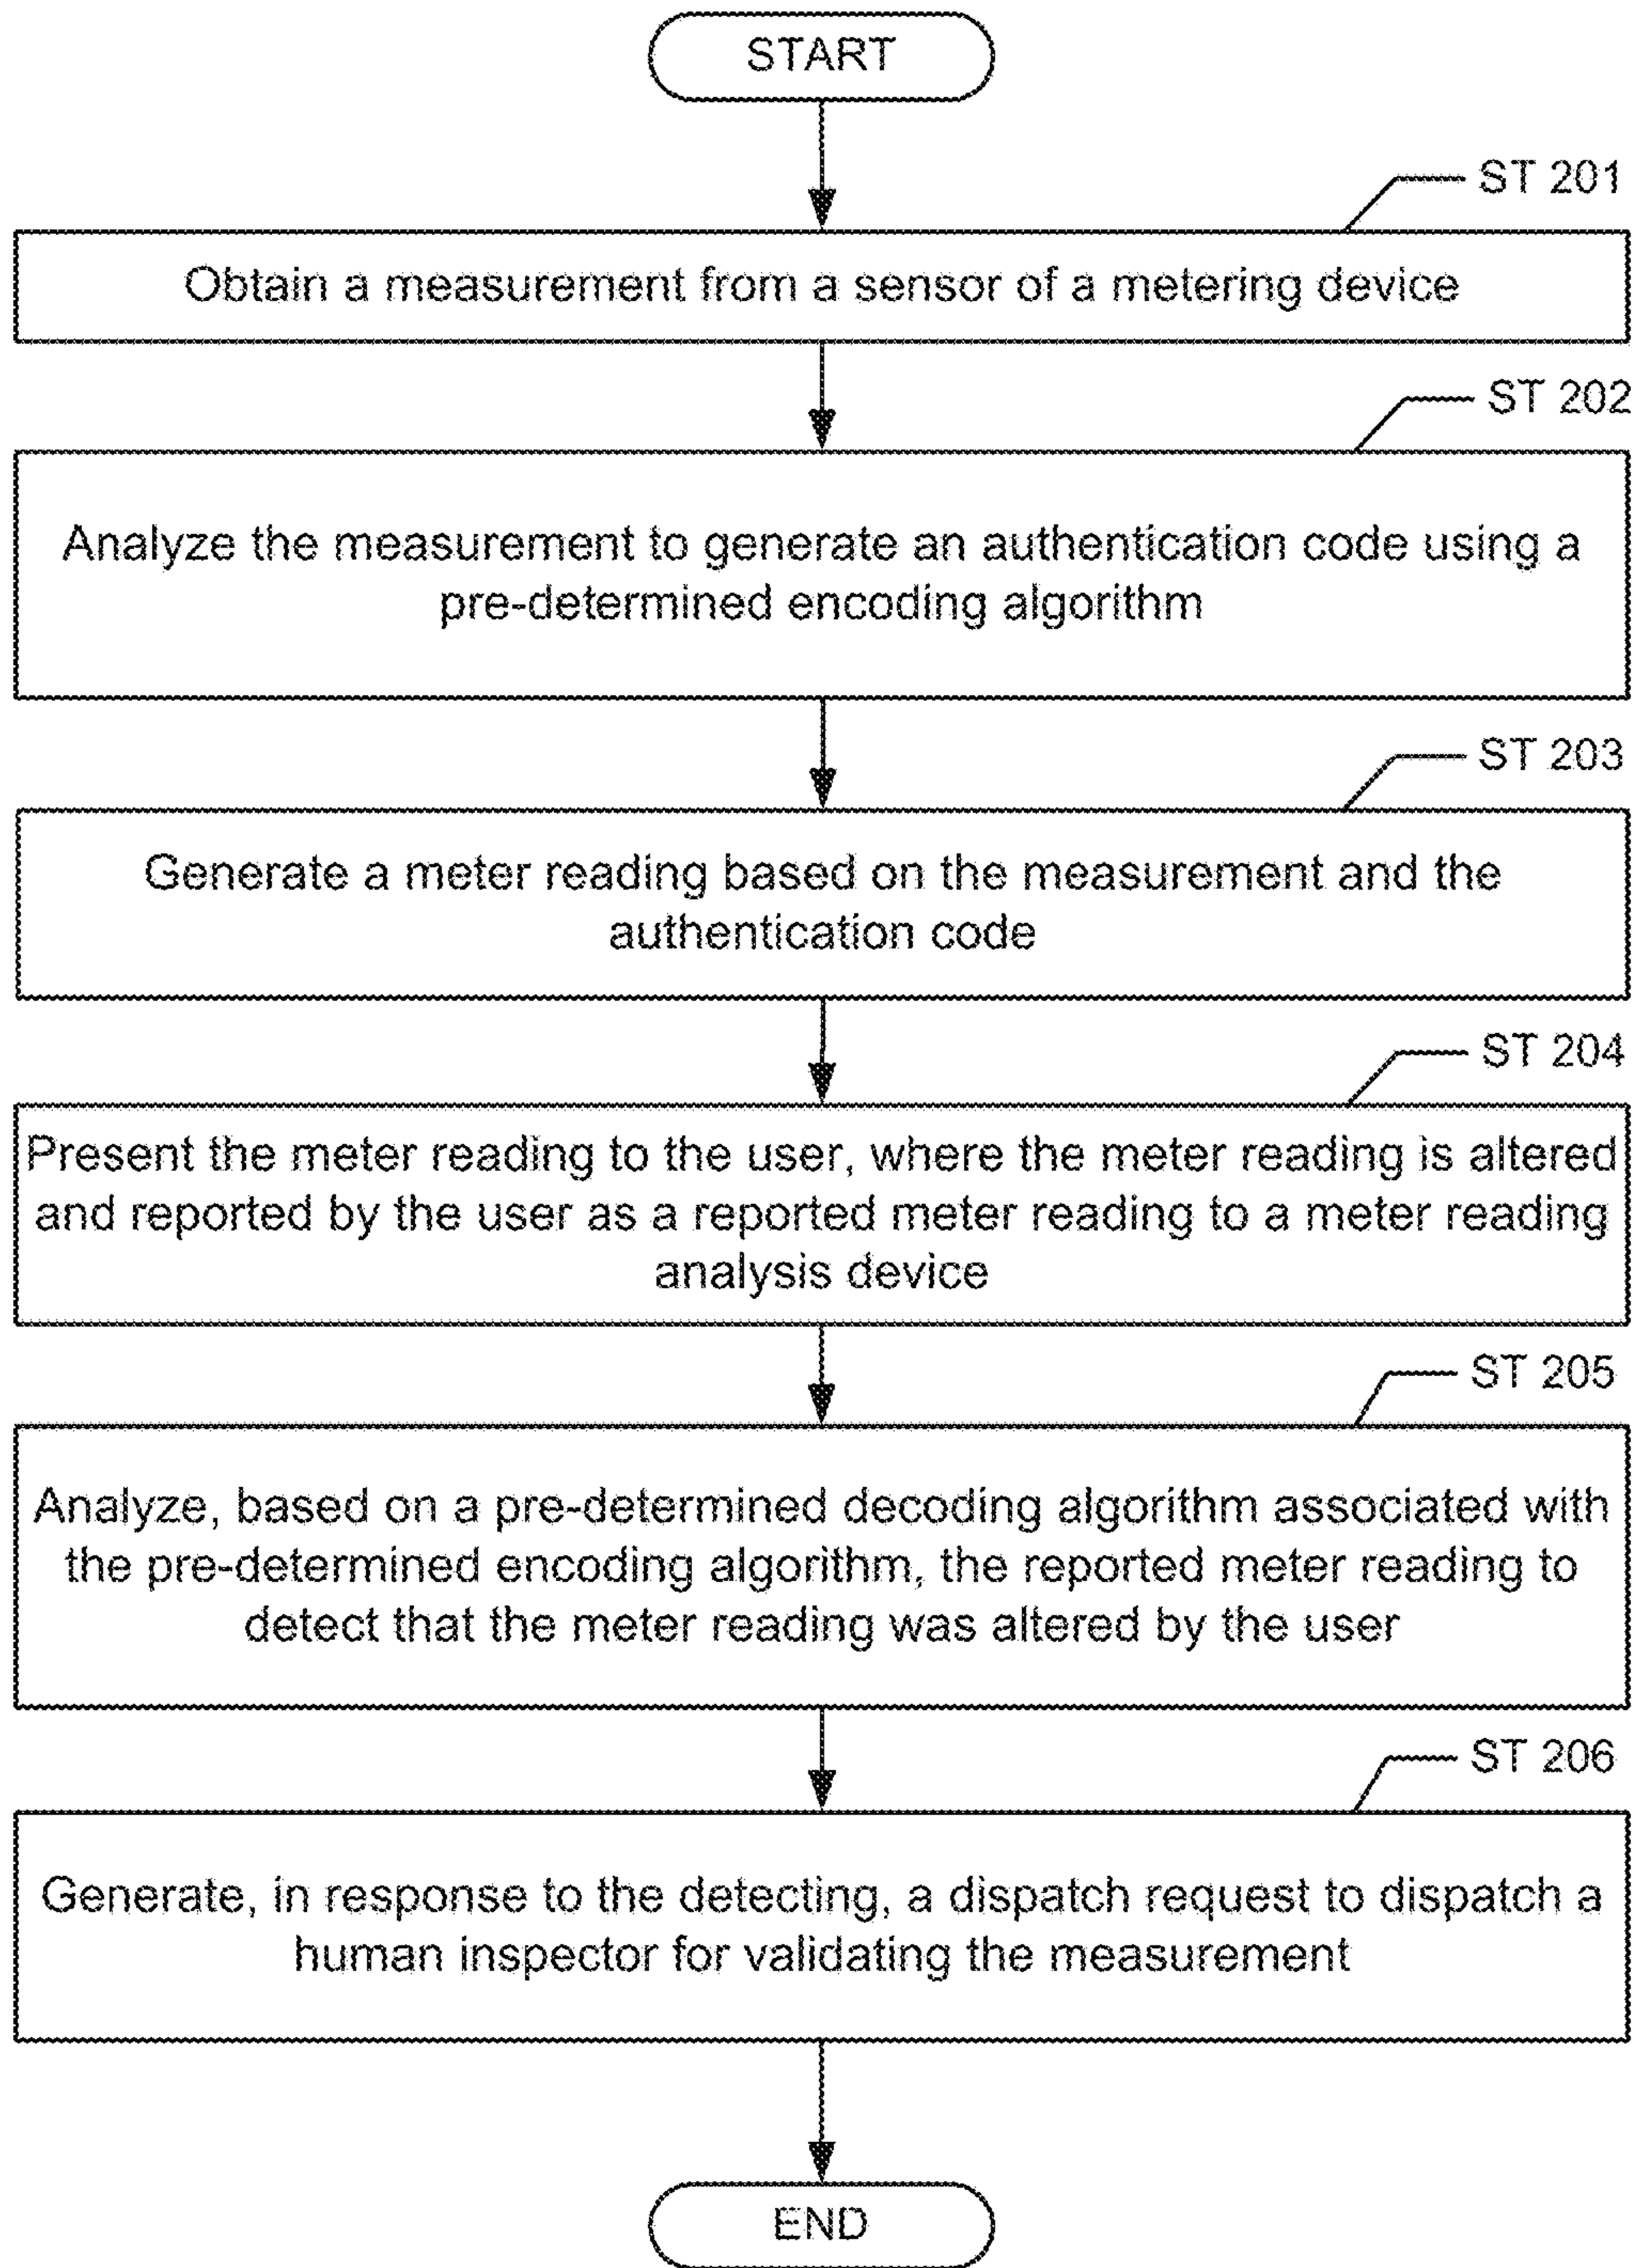 START
ST 201
Obtain a measurement from a sensor of a metering device
ST 202
Analyze the measurement to generate an authentication code using a
pre-determined encoding algorithm
ST 203
Generate a meter reading based on the measurement and the
authentication code
ST 204
Present the meter reading to the user, where the meter reading is altered
and reported by the user as a reported meter reading to a meter reading
analysis device
ST 205
Analyze, based on a pre-determined decoding algorithm associated with
the pre-determined encoding algorithm, the reported meter reading to
detect that the meter reading was altered by the user
ST 206
Generate, in response to the detecting, a dispatch request to dispatch a
human inspector for validating the measurement
END